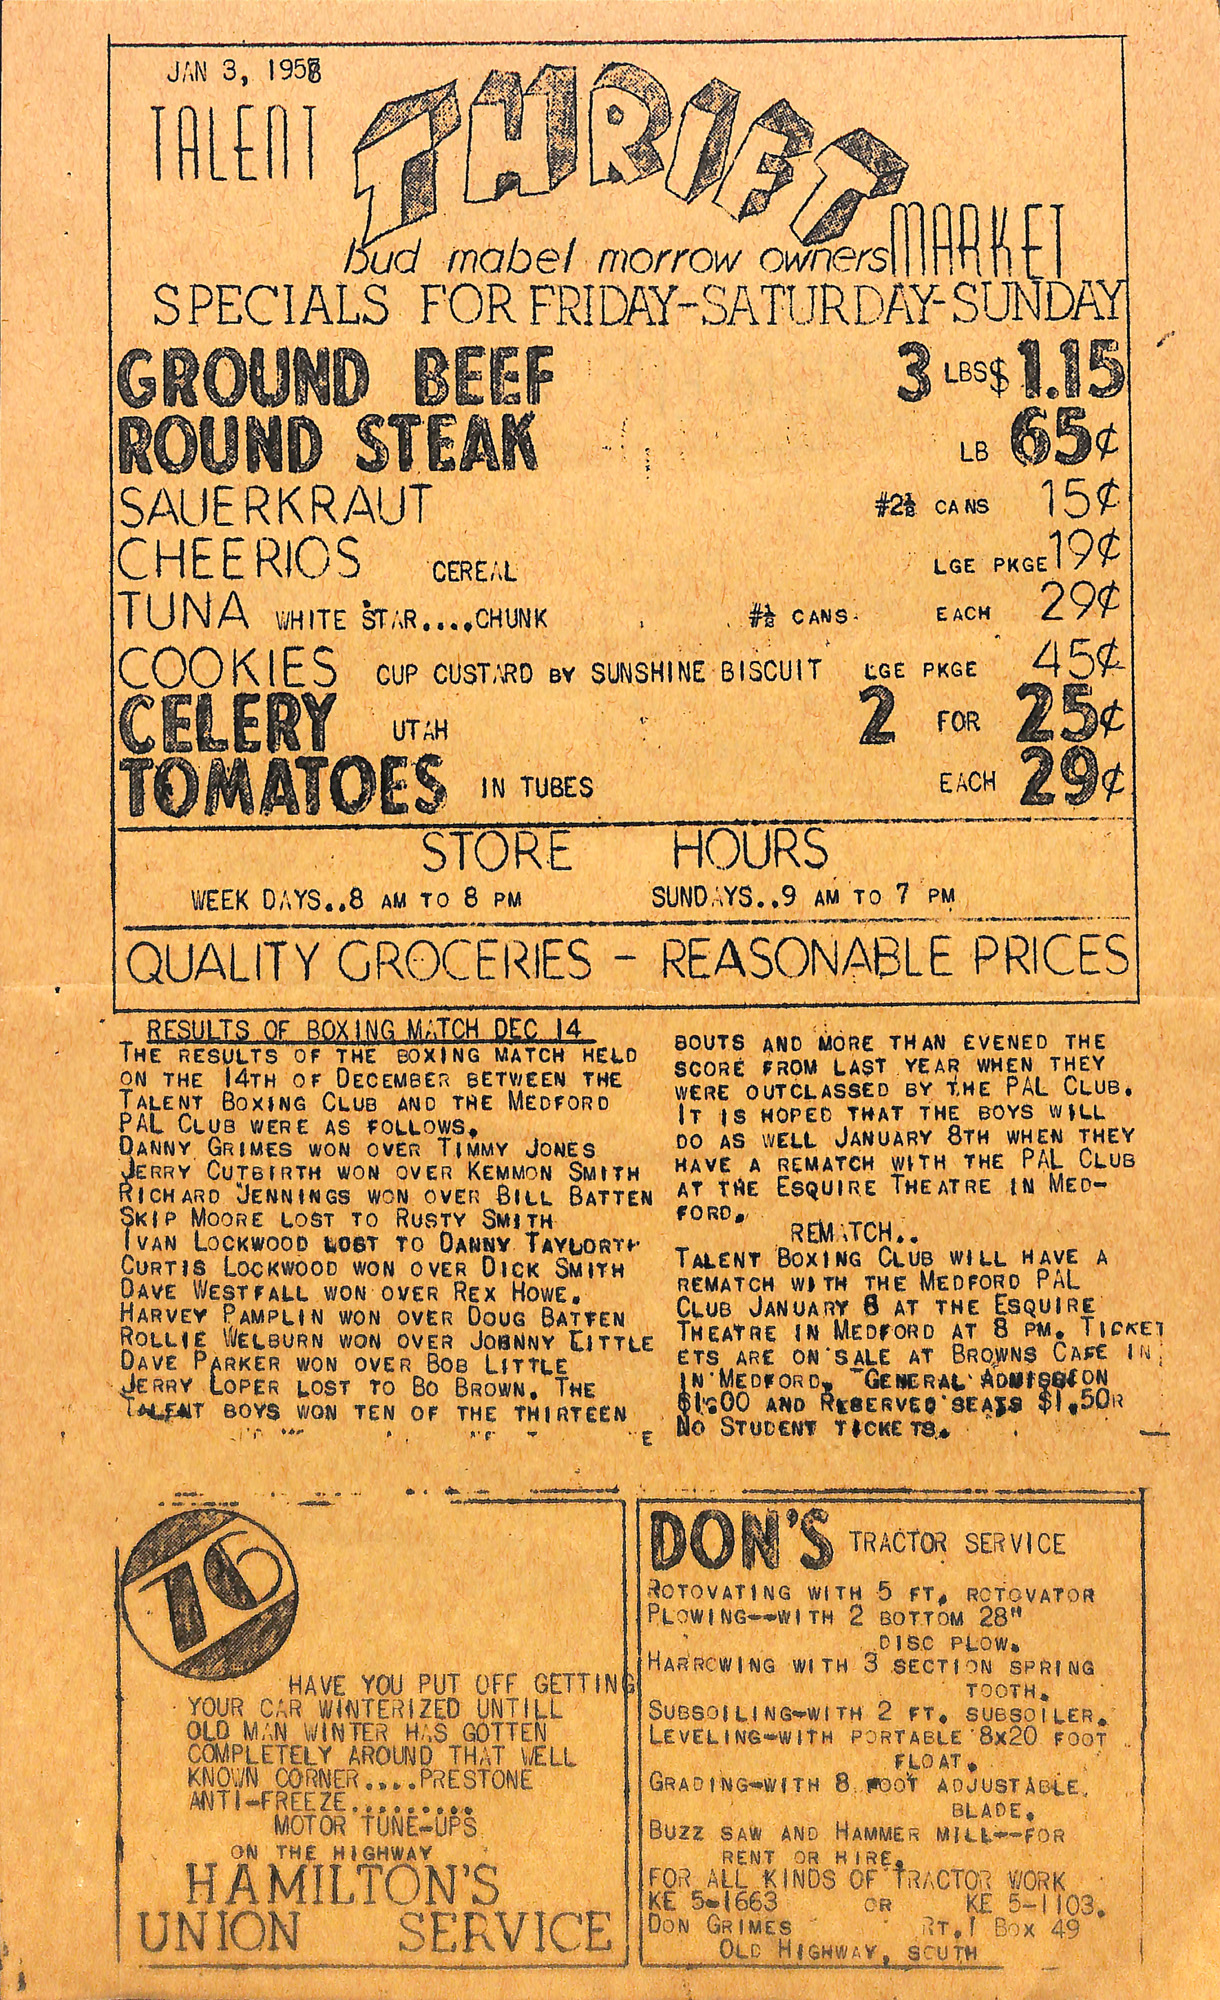 JAN 3, 1958
TALENT THRIFT MARKET
bud mabel morrow owners
SPECIALS FOR FRIDAY-SATURDAY-SUNDAY
GROUND BEEF 3 LBS $1.15
ROUND STEAK LB 65¢
SAUERKRAUT #2½ CANS 15¢
CHEERIOS CEREAL LGE PKGE 19¢
TUNA WHITE STAR....CHUNK #½ CANS EACH 29¢
COOKIES CUP CUSTARD BY SUNSHINE BISCUIT LGE PKGE 45¢
CELERY UTAH 2 FOR 25¢
TOMATOES IN TUBES EACH 29¢
STORE HOURS
WEEK DAYS..8 AM TO 8 PM SUNDAYS..9 AM TO 7 PM
QUALITY GROCERIES - REASONABLE PRICES
RESULTS OF BOXING MATCH DEC 14
THE RESULTS OF THE BOXING MATCH HELD
ON THE 14TH OF DECEMBER BETWEEN THE
TALENT BOXING CLUB AND THE MEDFORD
PAL CLUB WERE AS FOLLOWS.
DANNY GRIMES WON OVER TIMMY JONES
JERRY CUTBIRTH WON OVER KEMMON SMITH
RICHARD JENNINGS WON OVER BILL BATTEN
SKIP MOORE LOST TO RUSTY SMITH
IVAN LOCKWOOD LOST TO DANNY
CURTIS LOCKWOOD WON OVER DICK SMITH
DAVE WESTFALL WON OVER REX HOWE.
HARVEY PAMPLIN WON OVER DOUG BATTEN
ROLLIE WELBURN WON OVER JOHNNY LITTLE
DAVE PARKER WON OVER BOB LITTLE
JERRY LOPER LOST TO BO BROWN. THE
TALENT BOYS WON TEN OF THE THIRTEEN
BOUTS AND MORE THAN EVENED THE
SCORE FROM LAST YEAR WHEN THEY
WERE OUTCLASSED BY THE PAL CLUB.
IT IS HOPED THAT THE BOYS WILL
DO AS WELL JANUARY 8TH WHEN THEY
HAVE A REMATCH WITH THE PAL CLUB
AT THE ESQUIRE THEATRE IN MED-
FORD.
REMATCH..
TALENT BOXING CLUB WILL HAVE A
REMATCH WITH THE MEDFORD PAL
CLUB JANUARY 8 AT THE ESQUIRE
THEATRE IN MEDFORD AT 8 PM. TICKET
ETS ARE ON SALE AT BROWNS CAFE IN
IN MEDFORD. GENERAL ADMISSION
$1.00 AND RESERVED SEATS $1.50
NO STUDENT TICKETS.
76
HAVE YOU PUT OFF GETTING
YOUR CAR WINTERIZED UNTILL
OLD MAN WINTER HAS GOTTEN
COMPLETELY AROUND THAT WELL
KNOWN CORNER....PRESTONE
ANTI-FREEZE.........
MOTOR TUNE-UPS
ON THE HIGHWAY
HAMILTON'S
UNION SERVICE
DON'S TRACTOR SERVICE
ROTOVATING WITH 5 FT. ROTOVATOR
PLOWING--WITH 2 BOTTOM 28"
DISC PLOW.
HARROWING WITH 3 SECTION SPRING
TOOTH.
SUBSOILING-WITH 2 FT. SUBSOILER.
LEVELING-WITH PORTABLE 8x20 FOOT
FLOAT.
GRADING-WITH 8 FOOT ADJUSTABLE
BLADE.
BUZZ SAW AND HAMMER MILL--FOR
RENT OR HIRE.
FOR ALL KINDS OF TRACTOR WORK
KE 5-1663 OR KE 5-1103.
DON GRIMES RT.1 BOX 49
OLD HIGHWAY, SOUTH